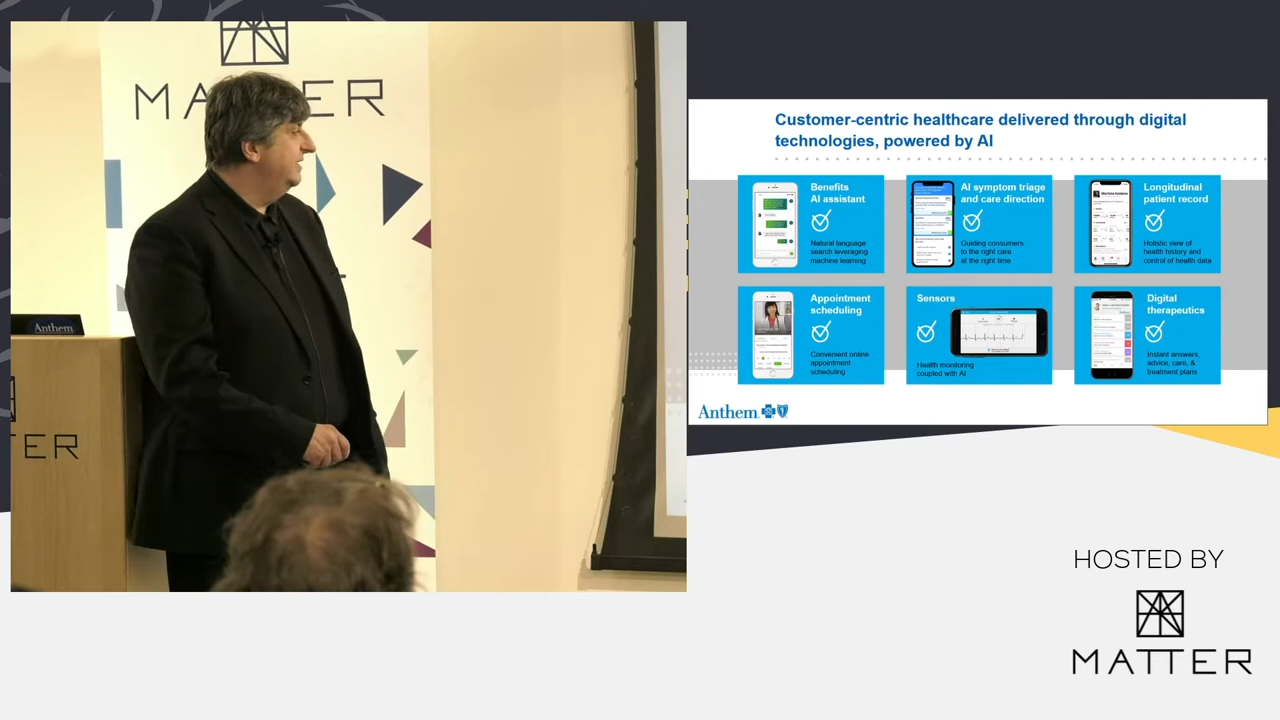 MATTER
Anthem
TTER
Customer-centric healthcare delivered through digital
technologies, powered by AI
Benefits
AI assistant
Natural language
search leveraging
machine learning
AI symptom triage
and care direction
Guiding consumers
to the right care
at the right time
Longitudinal
patient record
Holistic view of
health history and
control of health data
Appointment
scheduling
Convenient online
appointment
scheduling
Sensors
Health monitoring
coupled with AI
Digital
therapeutics
Instant answers,
advice, care, &
treatment plans
Anthem
HOSTED BY
MATTER